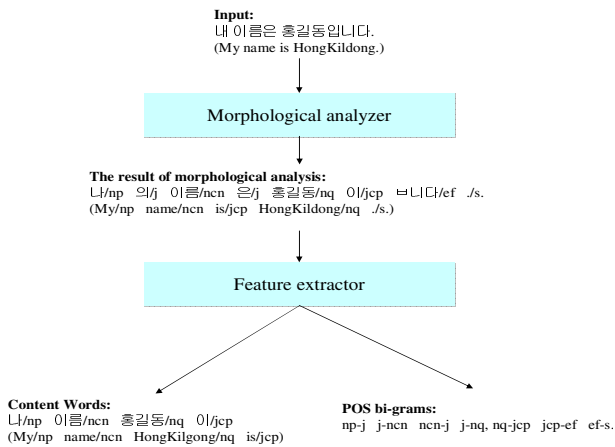 Input:
내 이름은 홍길동입니다.
(My name is HongKildong.)
Morphological analyzer
The result of morphological analysis:
나/np 의/j 이름/ncn 은/j 홍길동/nq 이/jcp ㅂ니다/ef ./s.
(My/np name/ncn is/jcp HongKildong/nq ./s.)
Feature extractor
Content Words:
나/np 이름/ncn 홍길동/nq 이/jcp
(My/np name/ncn HongKilgong/nq is/jcp)
POS bi-grams:
np-j j-ncn ncn-j j-nq, nq-jcp jcp-ef ef-s.